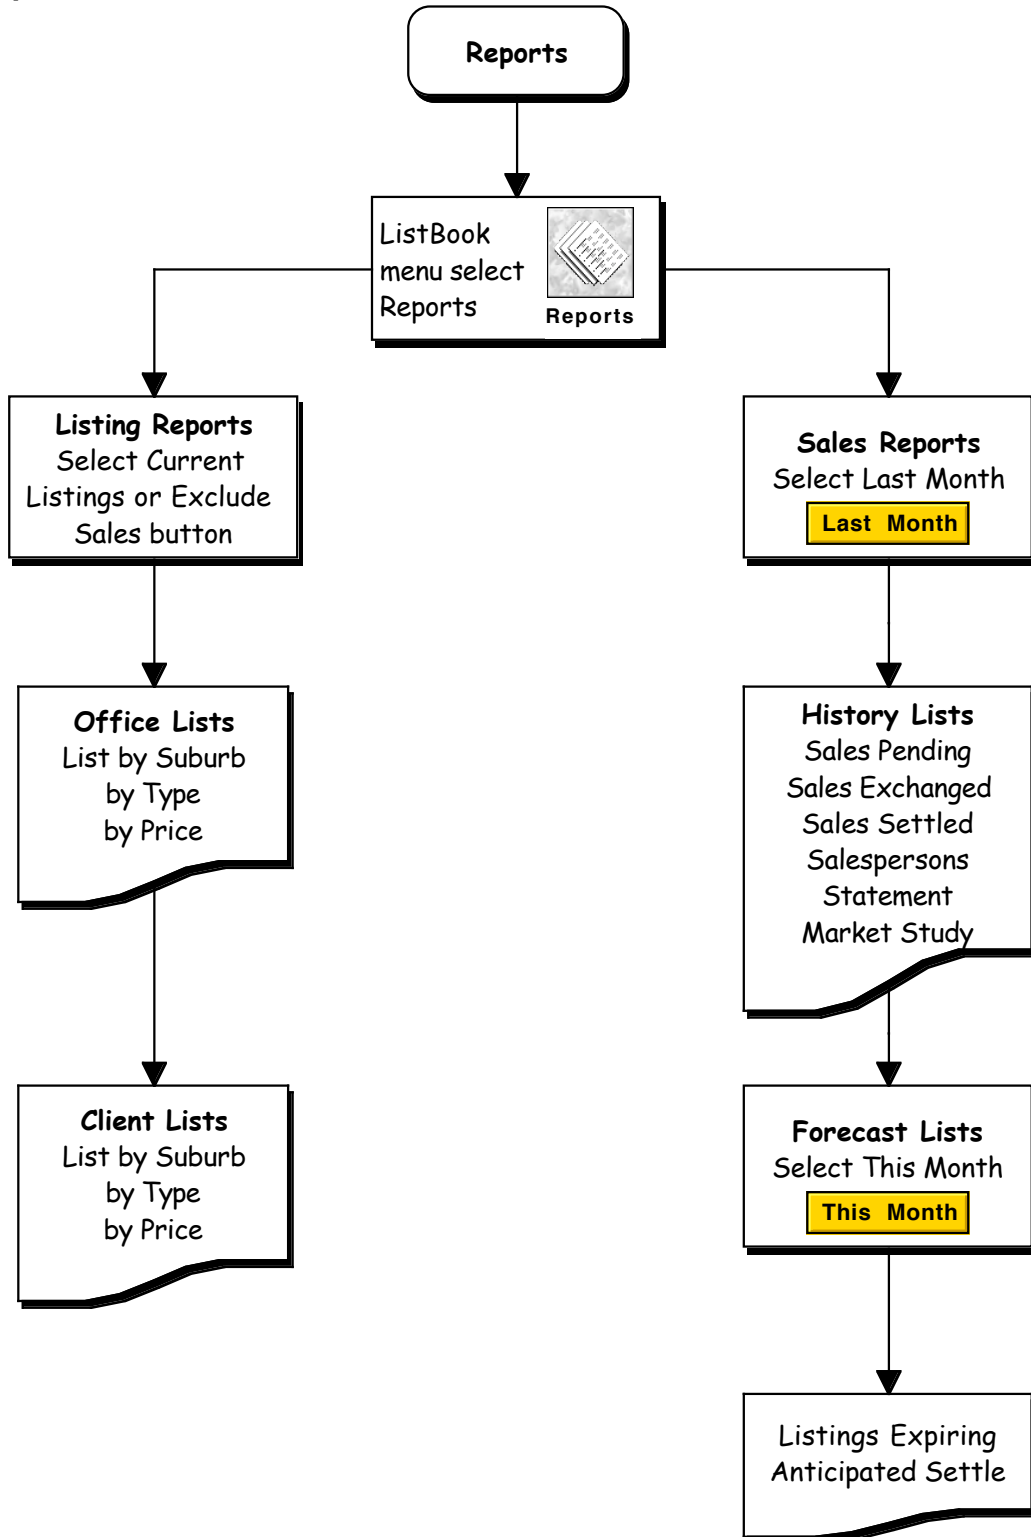 Reports
ListBook
menu select
Reports
Reports
Listing Reports
Select Current
Listings or Exclude
Sales button
Office Lists
List by Suburb
by Type
by Price
Client Lists
List by Suburb
by Type
by Price
Sales Reports
Select Last Month
Last Month
History Lists
Sales Pending
Sales Exchanged
Sales Settled
Salespersons
Statement
Market Study
Forecast Lists
Select This Month
This Month
Listings Expiring
Anticipated Settle